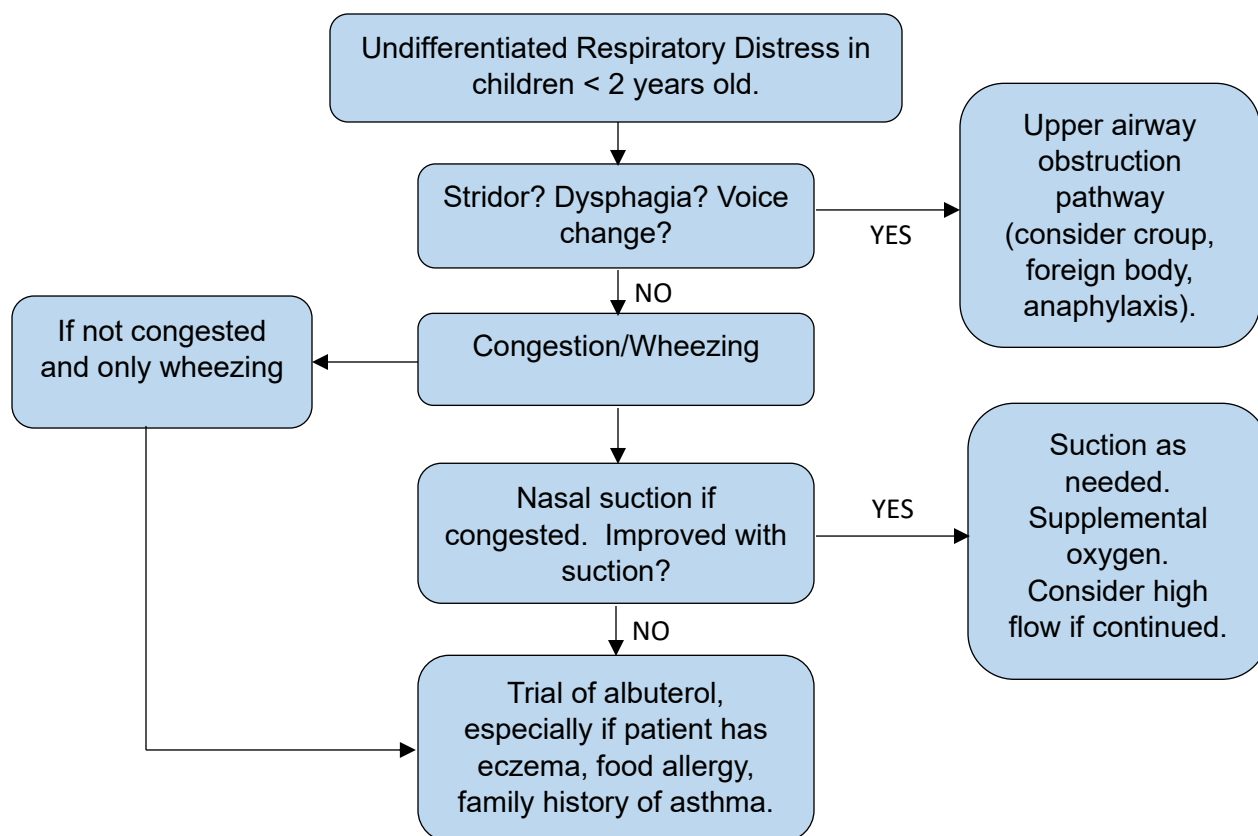 Undifferentiated Respiratory Distress in
children < 2 years old.
Stridor? Dysphagia? Voice
change?
YES
Upper airway
obstruction
pathway
(consider croup,
foreign body,
anaphylaxis).
NO
Congestion/Wheezing
If not congested
and only wheezing
Nasal suction if
congested.  Improved with
suction?
YES
Suction as
needed.
Supplemental
oxygen.
Consider high
flow if continued.
NO
Trial of albuterol,
especially if patient has
eczema, food allergy,
family history of asthma.